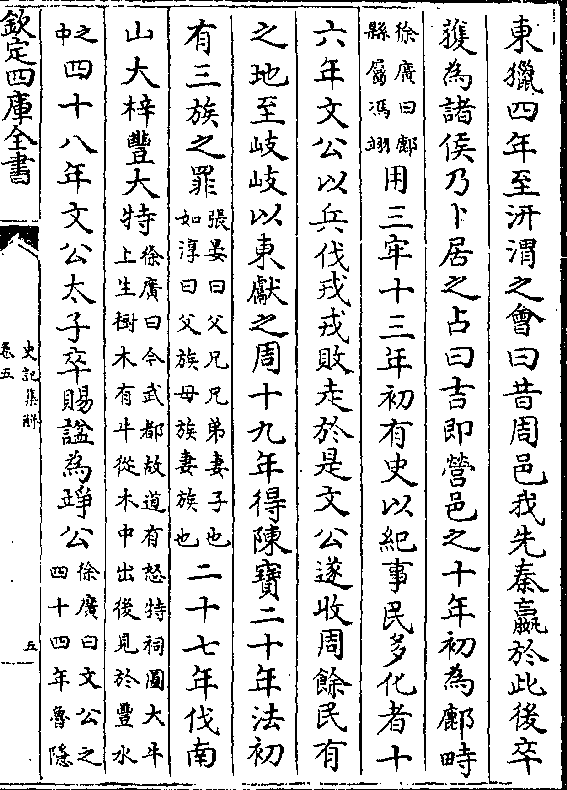 東獵四年至汧渭之會曰昔周邑我先秦嬴於此後卒
獲為諸侯乃卜居之占曰吉即營邑之十年初為鄜畤
徐廣曰鄜
縣屬馮翊
用三牢十三年初有史以紀事民多化者十
六年文公以兵伐戎戎敗走於是文公遂收周餘民有
之地至岐岐以東獻之周十九年得陳寶二十年法初
有三族之罪
張晏曰父兄兄弟妻子也
如淳曰父族母族妻族也
二十七年伐南
山大梓豐大特
徐廣曰今武都故道有怒特祠圖大牛
上生樹木有牛從木中出後見於豐水
之
中
四十八年文公太子卒賜諡為竫公
徐廣曰文公之
四十四年魯隱
欽定四庫全書
史記集解
卷五
五